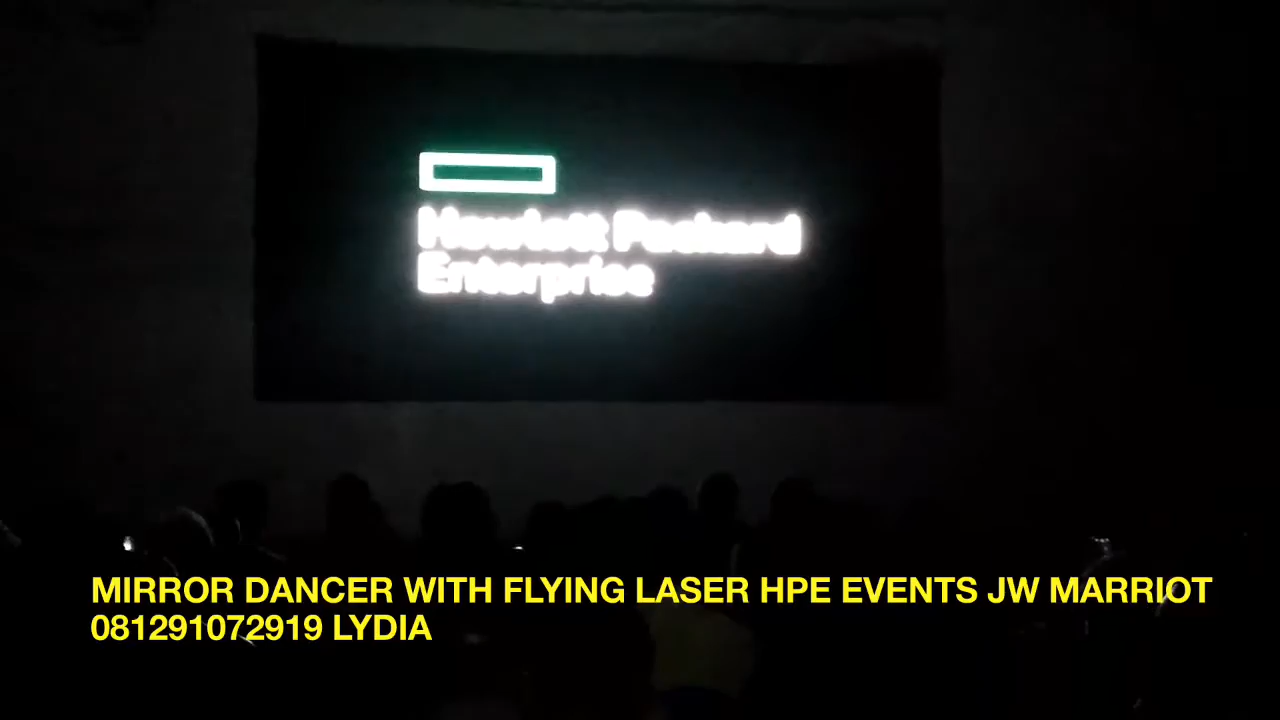 Hewlett Packard
Enterprise
MIRROR DANCER WITH FLYING LASER HPE EVENTS JW MARRIOT
081291072919 LYDIA